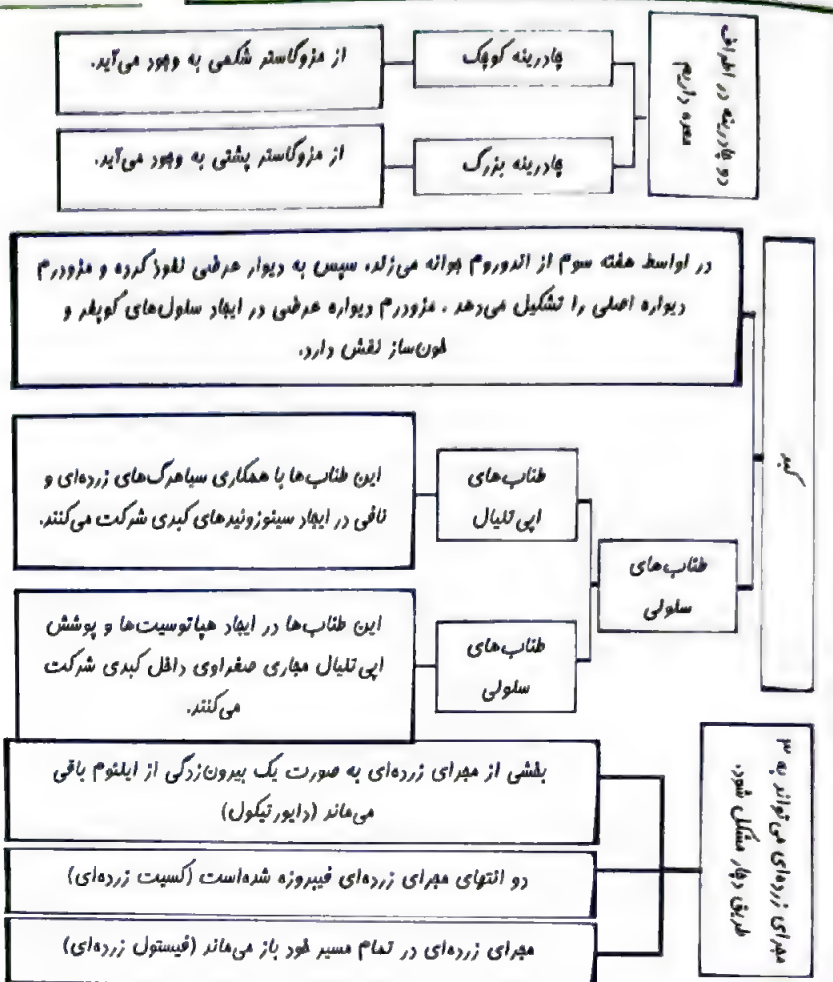 دو چادرینه در اطراف
معده داریم
چادرینه کوچک
از مزوگاستر شکمی به وجود می‌آید.
چادرینه بزرگ
از مزوگاستر پشتی به وجود می‌آید.
کبد
در اواسط هفته سوم از اندوروم جوانه می‌زند، سپس به دیوار عرضی نفوذ کرده و مزودرم
دیواره اصلی را تشکیل می‌دهد . مزودرم دیواره عرضی در ایجاد سلول‌های کوپفر و
خون‌ساز نقش دارد.
طناب‌های
سلولی
طناب‌های
اپی تلیال
این طناب‌ها با همکاری سیاهرگ‌های زرده‌ای و
نافی در ایجاد سینوزوئیدهای کبدی شرکت می‌کنند.
طناب‌های
سلولی
این طناب‌ها در ایجاد هپاتوسیت‌ها و پوشش
اپی تلیال مجاری صفراوی داخل کبدی شرکت
می‌کنند.
مجرای زرده‌ای می‌تواند به ۳
طریق دچار مشکل شود.
بخشی از مجرای زرده‌ای به صورت یک بیرون‌زدگی از ایلئوم باقی
می‌ماند (دایورتیکول)
دو انتهای مجرای زرده‌ای فیبروزه شده‌است (کسیت زرده‌ای)
مجرای زرده‌ای در تمام مسیر خود باز می‌ماند (فیستول زرده‌ای)